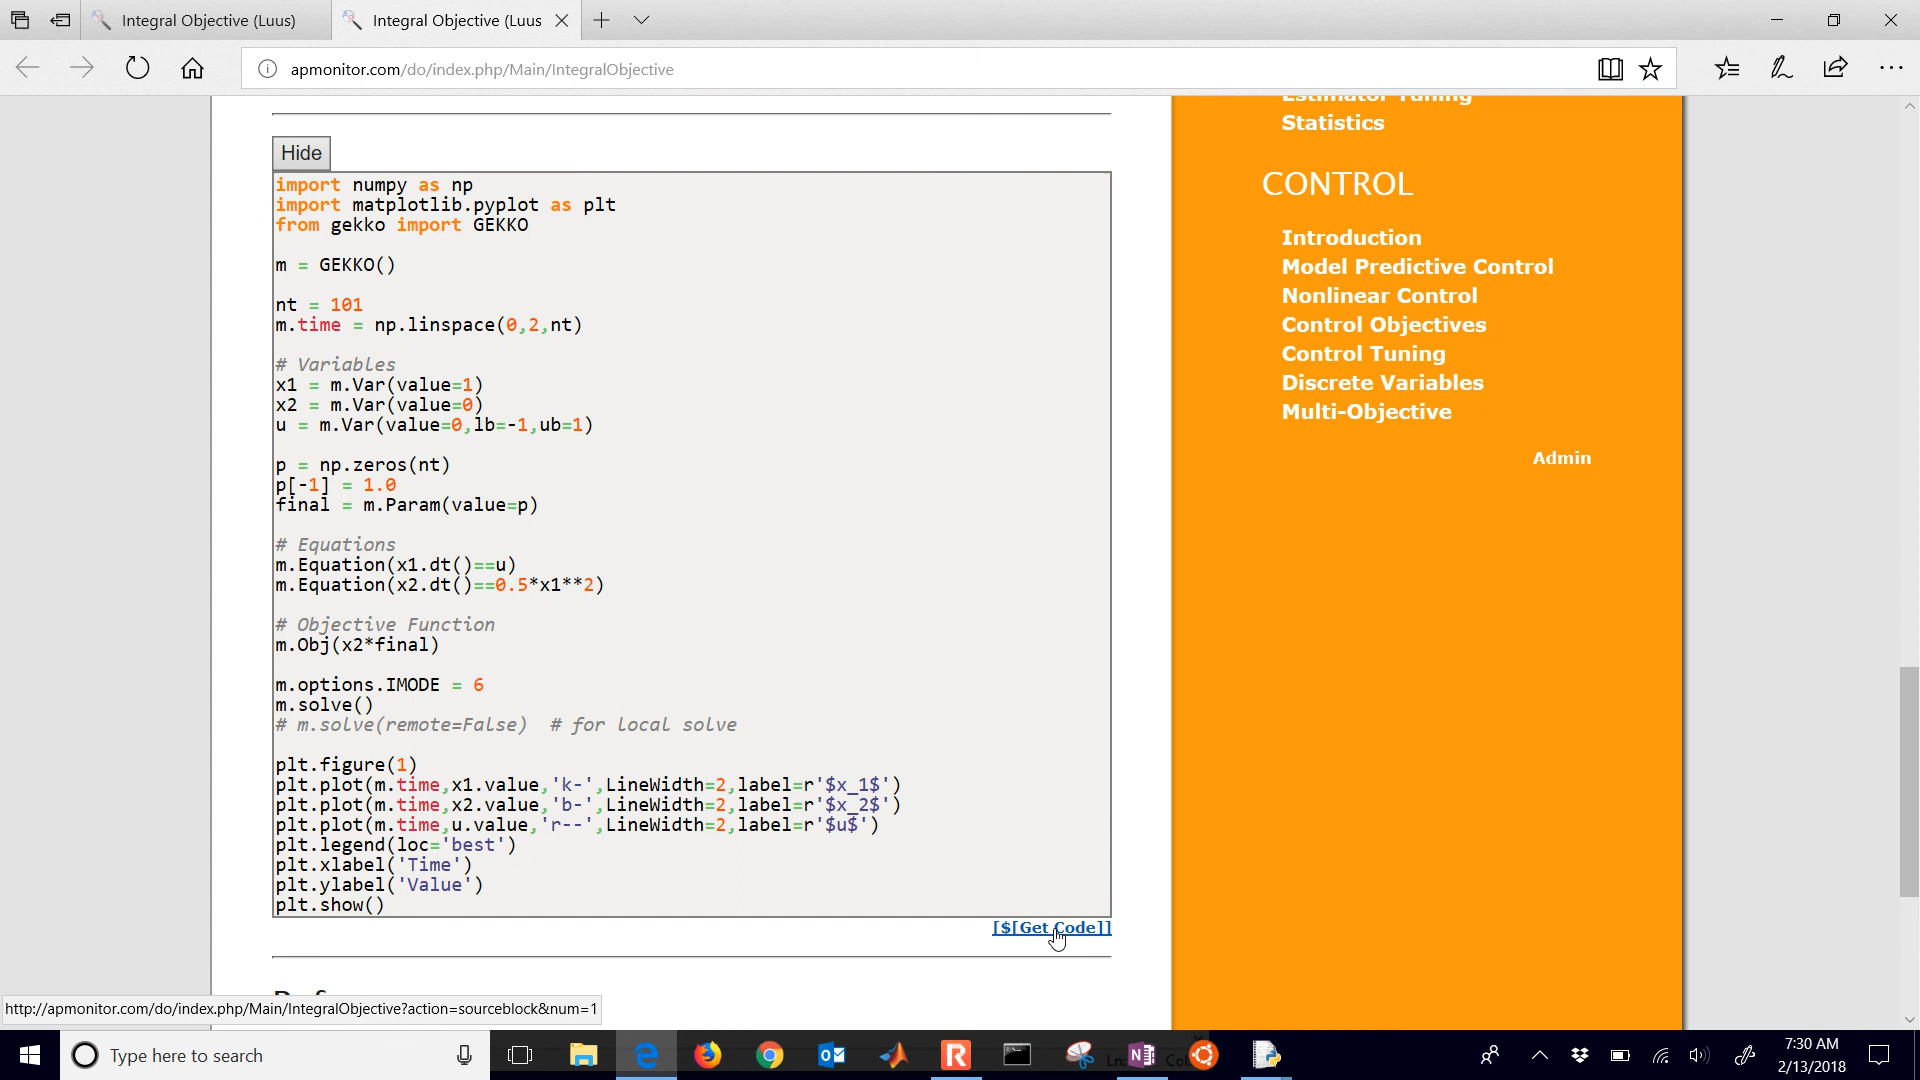 Integral Objective (Luus)
Integral Objective (Luus
apmonitor.com/do/index.php/Main/IntegralObjective
Estimator Tuning
Statistics
CONTROL
Introduction
Model Predictive Control
Nonlinear Control
Control Objectives
Control Tuning
Discrete Variables
Multi-Objective
Admin
Hide
import numpy as np
import matplotlib.pyplot as plt
from gekko import GEKKO
m = GEKKO()
nt = 101
m.time = np.linspace(0,2,nt)
# Variables
x1 = m.Var(value=1)
x2 = m.Var(value=0)
u = m.Var(value=0,lb=-1,ub=1)
p = np.zeros(nt)
p[-1] = 1.0
final = m.Param(value=p)
# Equations
m.Equation(x1.dt()==u)
m.Equation(x2.dt()==0.5*x1**2)
# Objective Function
m.Obj(x2*final)
m.options.IMODE = 6
m.solve()
# m.solve(remote=False)  # for local solve
plt.figure(1)
plt.plot(m.time,x1.value,'k-',LineWidth=2,label=r'$x_1$')
plt.plot(m.time,x2.value,'b-',LineWidth=2,label=r'$x_2$')
plt.plot(m.time,u.value,'r--',LineWidth=2,label=r'$u$')
plt.legend(loc='best')
plt.xlabel('Time')
plt.ylabel('Value')
plt.show()
[$[Get Code]]
http://apmonitor.com/do/index.php/Main/IntegralObjective?action=sourceblock&num=1
Type here to search
7:30 AM
2/13/2018